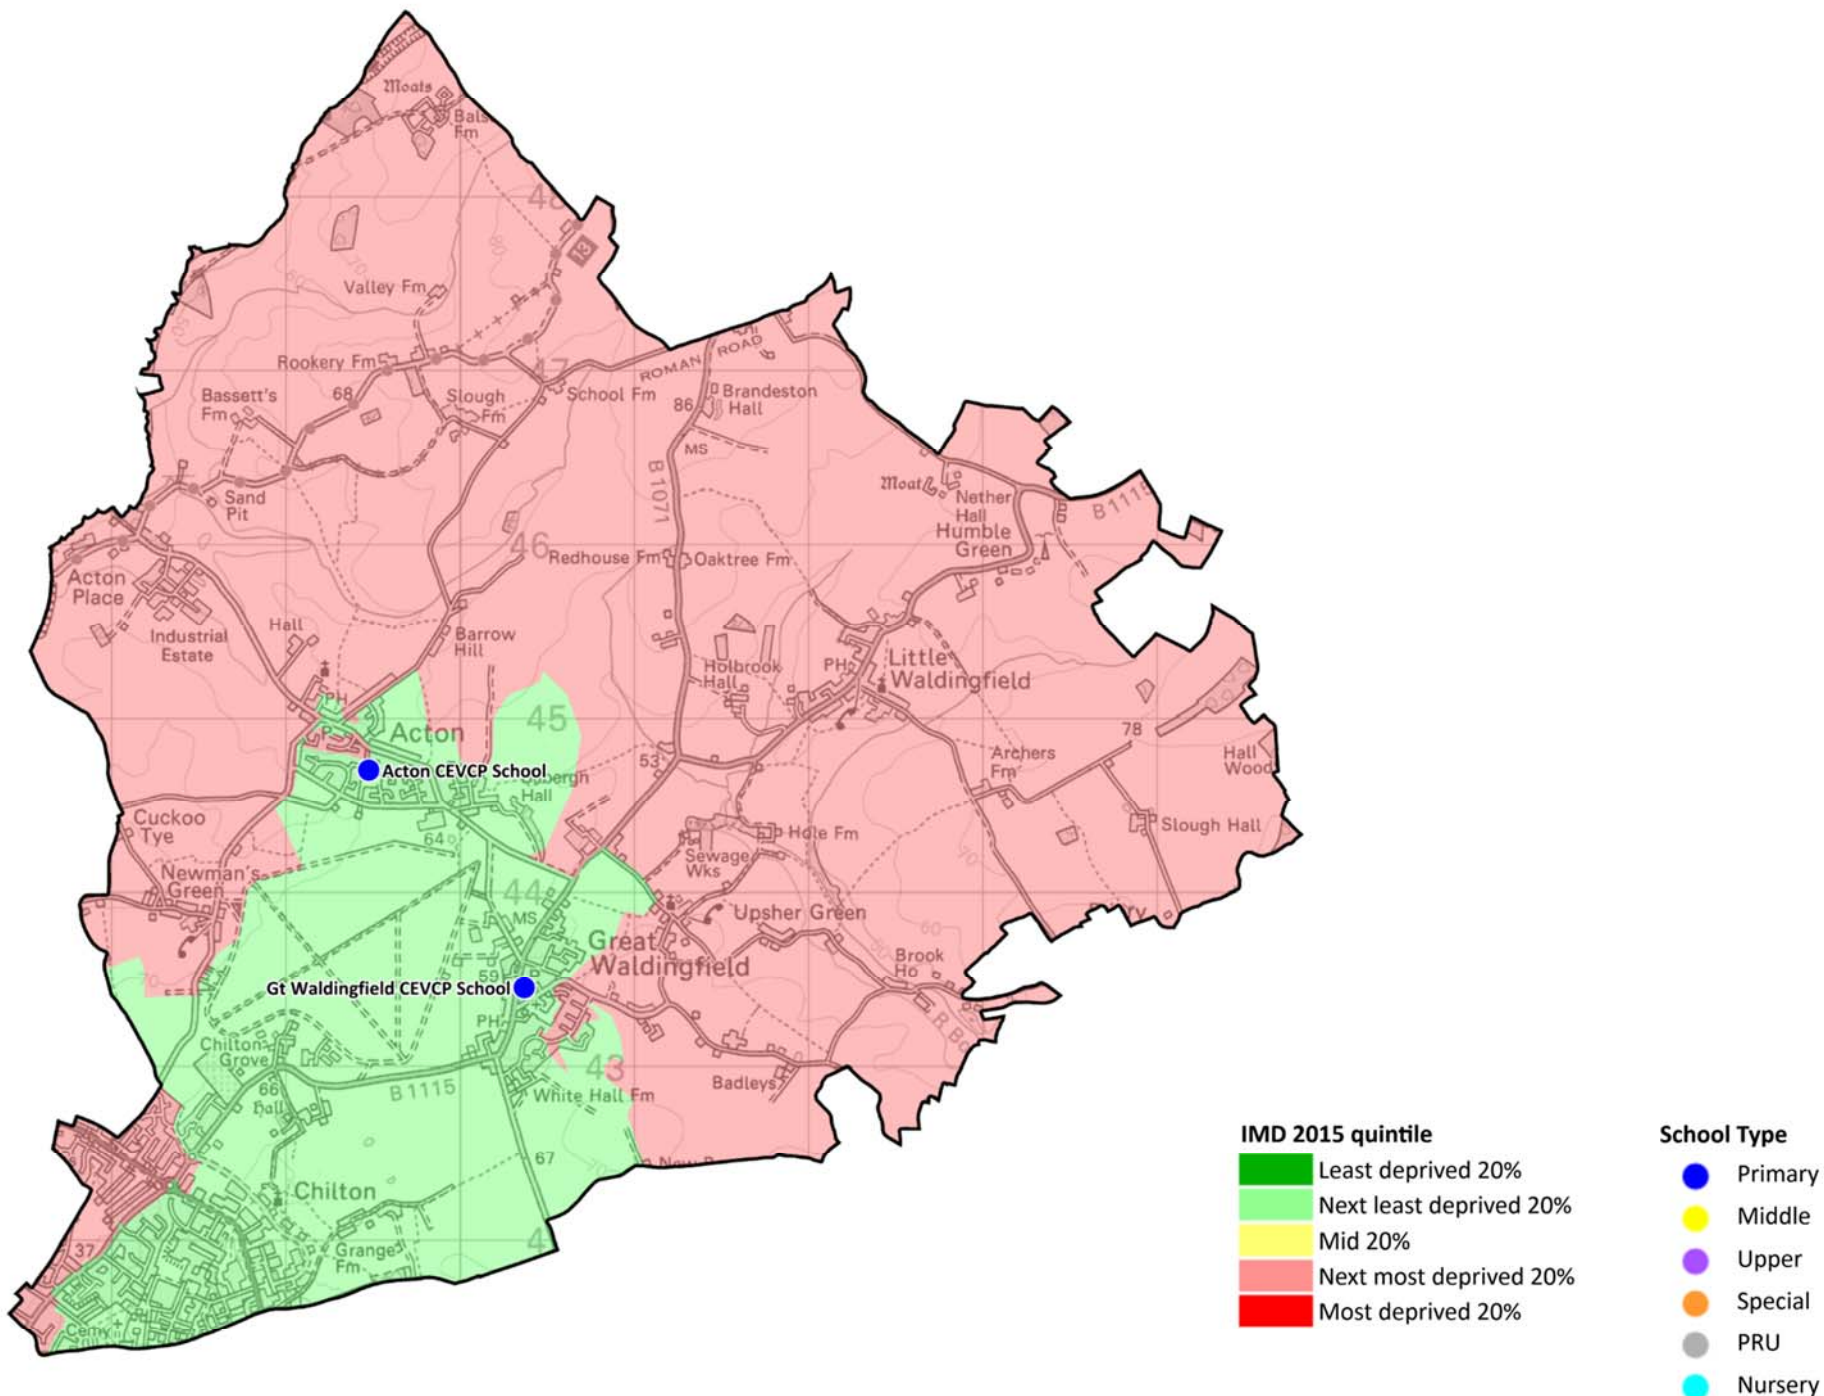 Moats
Fm
48
Valley Fm
Rookery Fm
ROMAN ROAD
Bassett's
Fm
68
Slough
Fm
School Fm
86
Brandeston
Hall
MS
B1071
Sand
Pit
Moat
Nether
Hall
B1115
Humble
Green
46
Redhouse Fm
Oaktree Fm
Acton
Place
Industrial
Estate
Hall
Barrow
Hill
Holbrook
Hall
PH
Little
Waldingfield
PH
45
Acton
78
53
Archers
Fm
Hall
Wood
Acton CEVCP School
Hall
Cuckoo
Tye
64
Hole Fm
Slough Hall
70
Sewage
Wks
Newman's
Green
44
MS
Upsher Green
60
Great
Waldingfield
Brook
Ho
70
59
Gt Waldingfield CEVCP School
PH
Chilton
Grove
43
66
Hall
B1115
White Hall Fm
Badleys
67
Chilton
37
Grange
Fm
Cemy
IMD 2015 quintile
Least deprived 20%
Next least deprived 20%
Mid 20%
Next most deprived 20%
Most deprived 20%
School Type
Primary
Middle
Upper
Special
PRU
Nursery